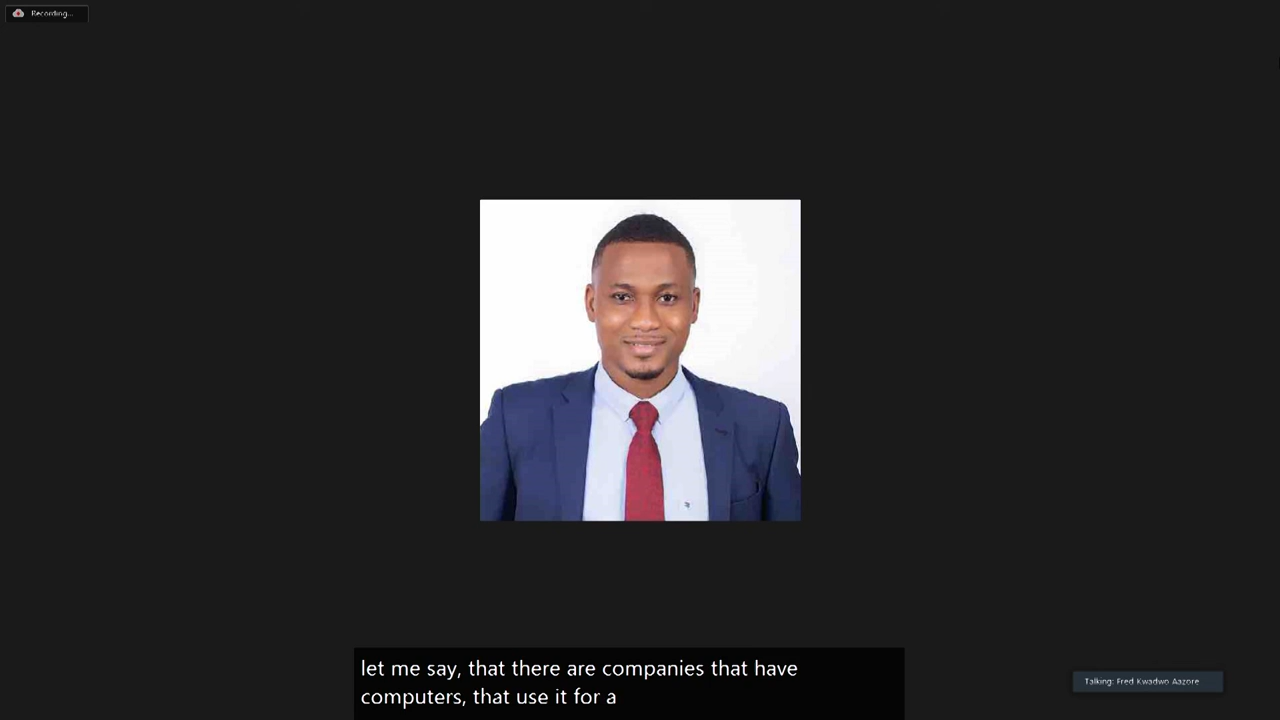 Recording...
let me say, that there are companies that have
computers, that use it for a
Talking: Fred Kwadwo Aazore